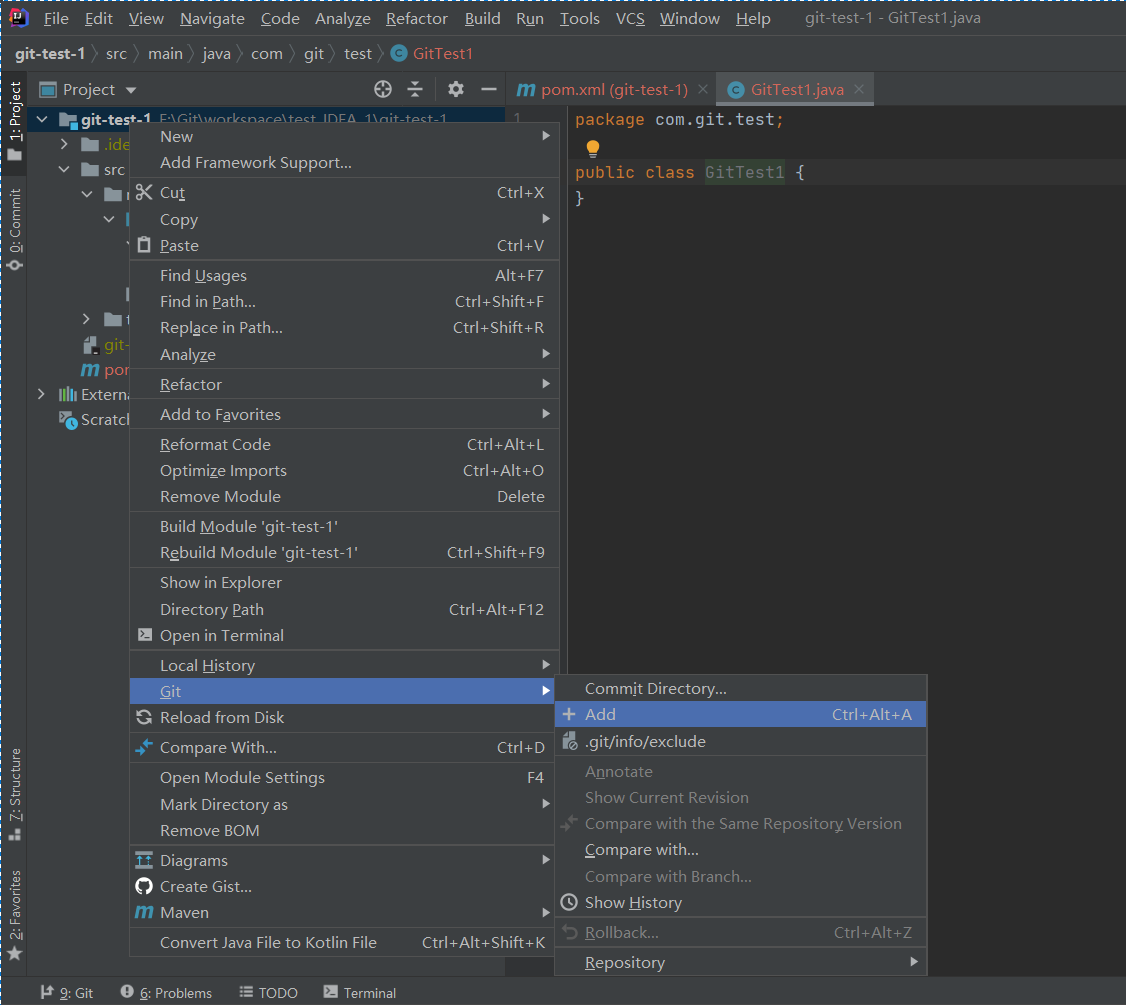 File Edit View Navigate Code Analyze Refactor Build Run Tools VCS Window Help git-test-1 - GitTest1.java
git-test-1 src main java com git test GitTest1
1: Project
0: Commit
7: Structure
2: Favorites
Project
pom.xml (git-test-1) GitTest1.java
git-test-1 F:\Git\workspace\test_IDEA_1\git-test-1
.ide
src
git-
Externa
Scratch
1
package com.git.test;
public class GitTest1 {
}
New
Add Framework Support...
Cut Ctrl+X
Copy
Paste Ctrl+V
Find Usages Alt+F7
Find in Path... Ctrl+Shift+F
Replace in Path... Ctrl+Shift+R
Analyze
Refactor
Add to Favorites
Reformat Code Ctrl+Alt+L
Optimize Imports Ctrl+Alt+O
Remove Module Delete
Build Module 'git-test-1'
Rebuild Module 'git-test-1' Ctrl+Shift+F9
Show in Explorer
Directory Path Ctrl+Alt+F12
Open in Terminal
Local History
Git
Reload from Disk
Compare With... Ctrl+D
Open Module Settings F4
Mark Directory as
Remove BOM
Diagrams
Create Gist...
Maven
Convert Java File to Kotlin File Ctrl+Alt+Shift+K
Commit Directory...
Add Ctrl+Alt+A
.git/info/exclude
Annotate
Show Current Revision
Compare with the Same Repository Version
Compare with...
Compare with Branch...
Show History
Rollback... Ctrl+Alt+Z
Repository
9: Git 6: Problems TODO Terminal